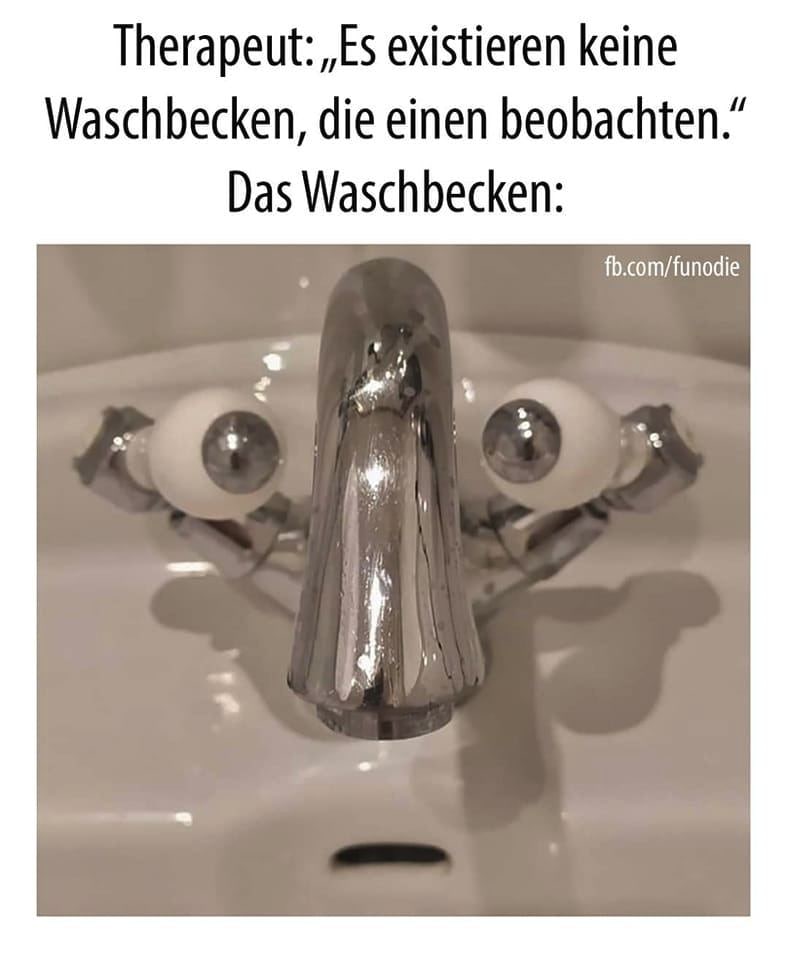 Therapeut: „Es existieren keine
Waschbecken, die einen beobachten.“
Das Waschbecken:
fb.com/funodie